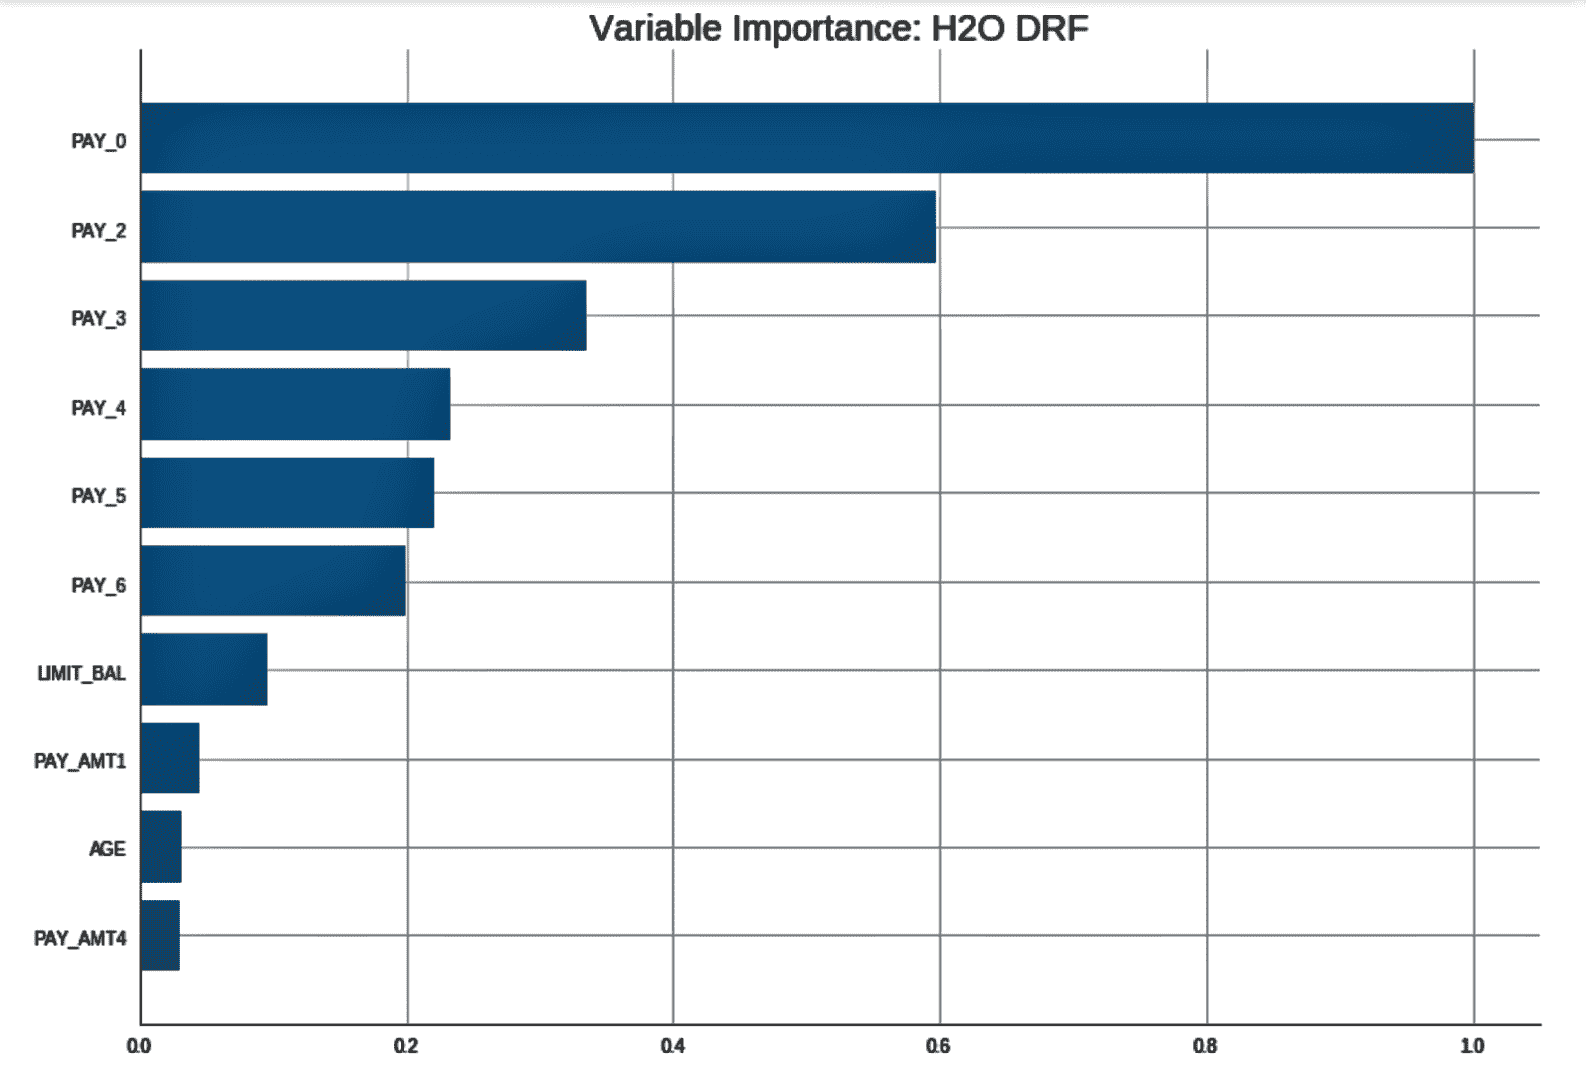 Variable Importance: H2O DRF
PAY_0
PAY_2
PAY_3
PAY_4
PAY_5
PAY_6
LIMIT_BAL
PAY_AMT1
AGE
PAY_AMT4
0.0 0.2 0.4 0.6 0.8 1.0